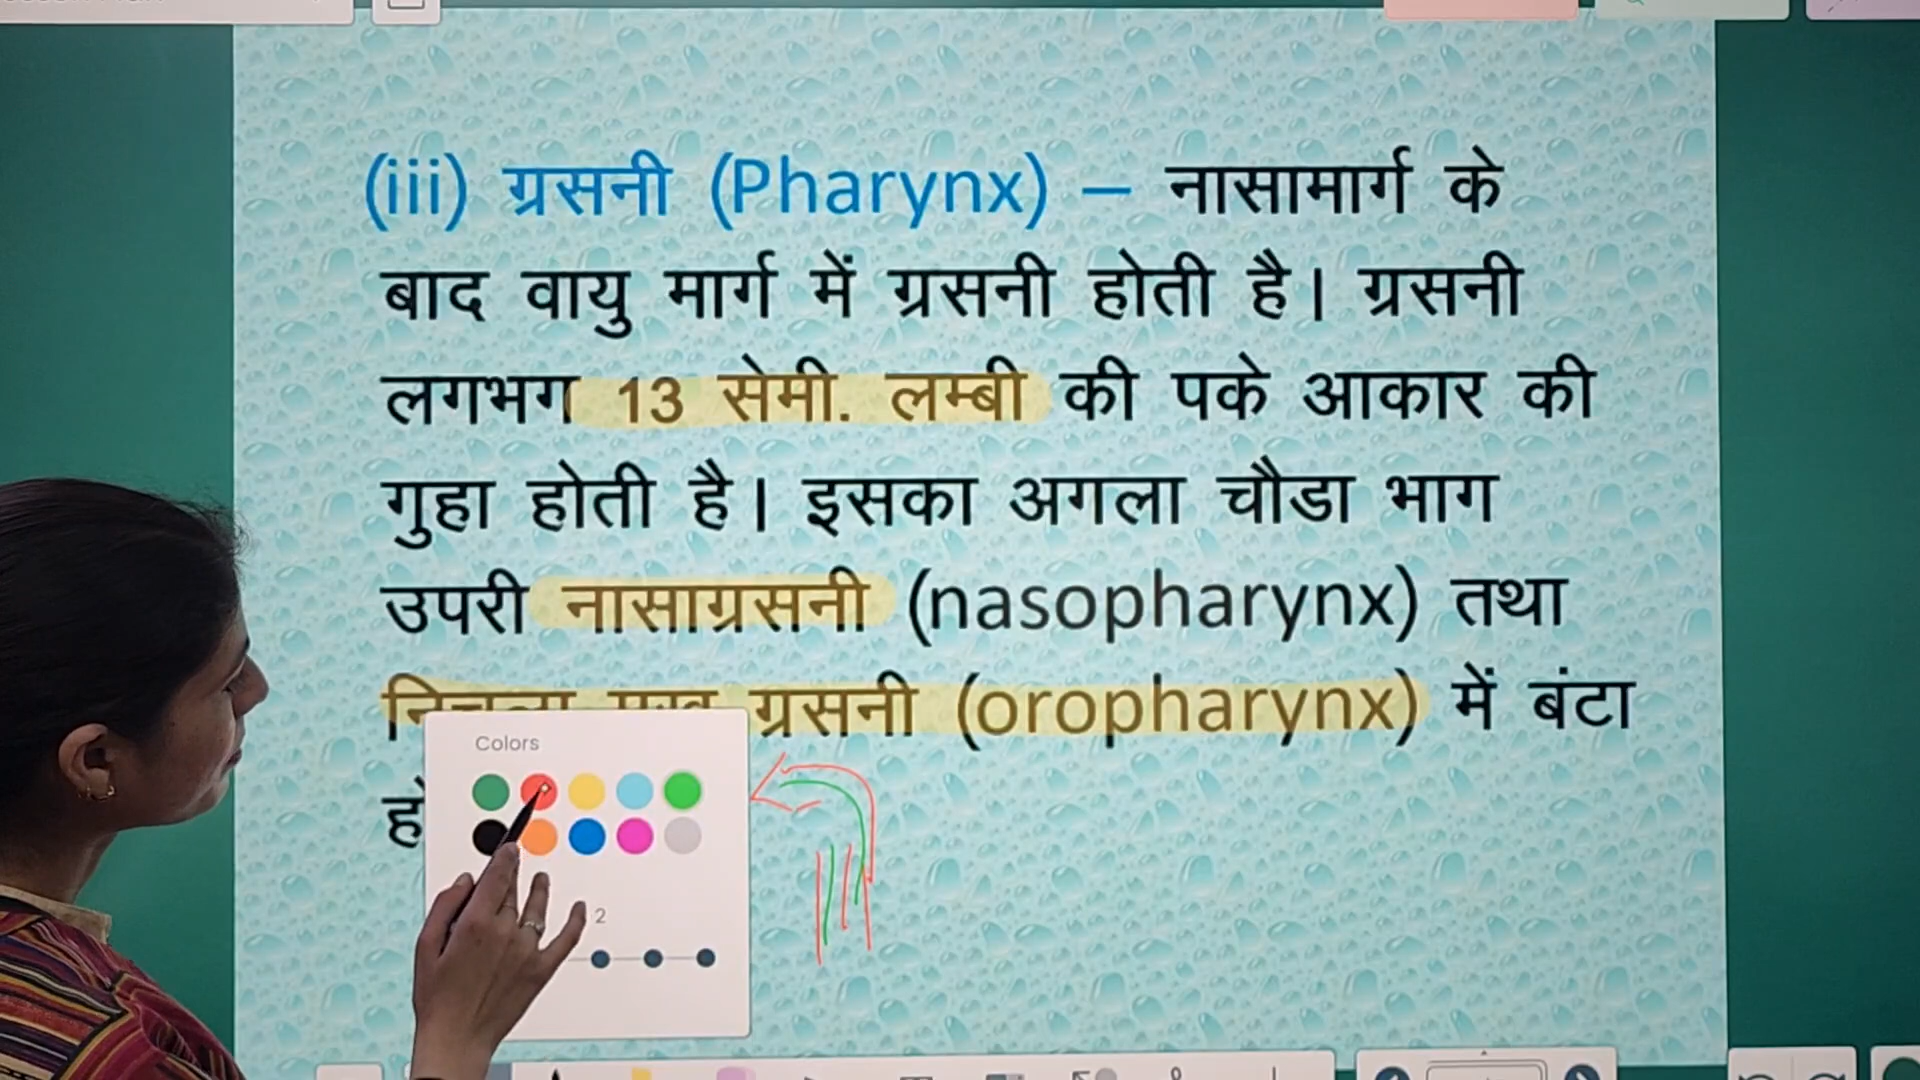 (iii) ग्रसनी (Pharynx) – नासामार्ग के
बाद वायु मार्ग में ग्रसनी होती है। ग्रसनी
लगभग 13 सेमी. लम्बी की पके आकार की
गुहा होती है। इसका अगला चौडा भाग
उपरी नासाग्रसनी (nasopharynx) तथा
ग्रसनी (oropharynx) में बंटा
Colors
2